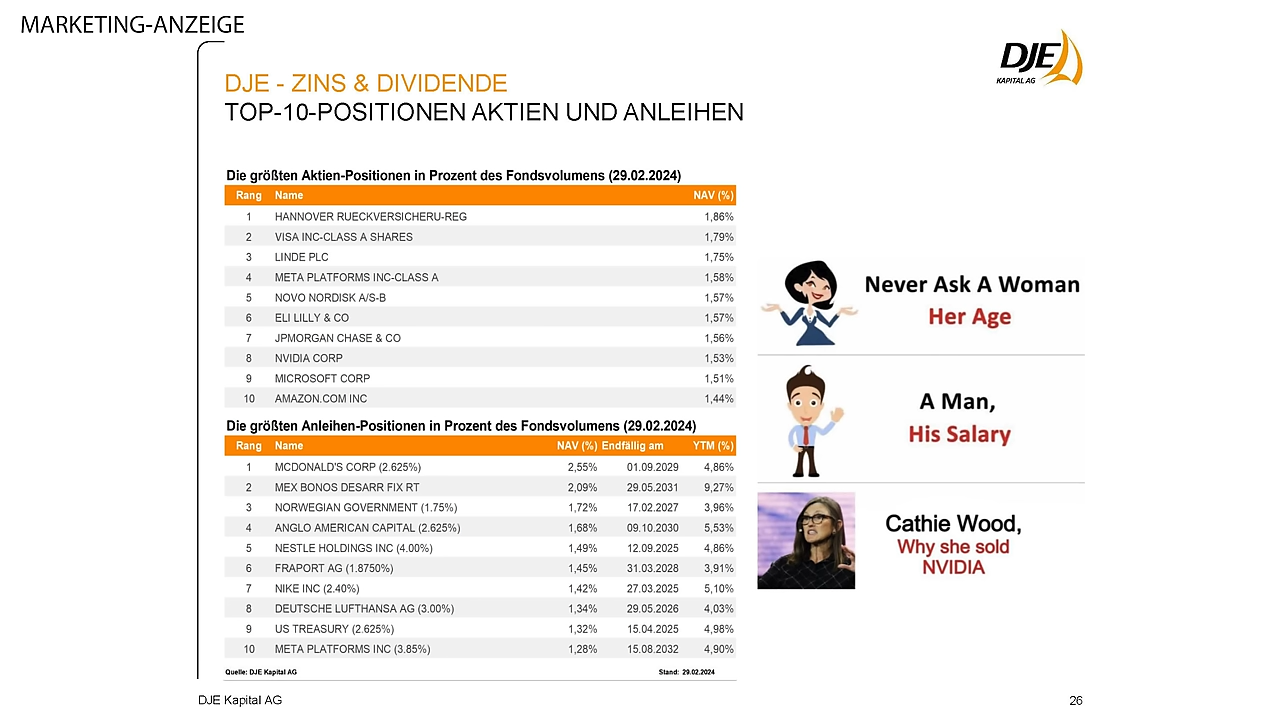 MARKETING-ANZEIGE
DJE
KAPITAL AG
DJE - ZINS & DIVIDENDE
TOP-10-POSITIONEN AKTIEN UND ANLEIHEN
Die größten Aktien-Positionen in Prozent des Fondsvolumens (29.02.2024)
Rang Name NAV (%)
1 HANNOVER RUECKVERSICHERU-REG 1,86%
2 VISA INC-CLASS A SHARES 1,79%
3 LINDE PLC 1,75%
4 META PLATFORMS INC-CLASS A 1,58%
5 NOVO NORDISK A/S-B 1,57%
6 ELI LILLY & CO 1,57%
7 JPMORGAN CHASE & CO 1,56%
8 NVIDIA CORP 1,53%
9 MICROSOFT CORP 1,51%
10 AMAZON.COM INC 1,44%
Die größten Anleihen-Positionen in Prozent des Fondsvolumens (29.02.2024)
Rang Name NAV (%) Endfällig am YTM (%)
1 MCDONALD'S CORP (2.625%) 2,55% 01.09.2029 4,86%
2 MEX BONOS DESARR FIX RT 2,09% 29.05.2031 9,27%
3 NORWEGIAN GOVERNMENT (1.75%) 1,72% 17.02.2027 3,96%
4 ANGLO AMERICAN CAPITAL (2.625%) 1,68% 09.10.2030 5,53%
5 NESTLE HOLDINGS INC (4.00%) 1,49% 12.09.2025 4,86%
6 FRAPORT AG (1.8750%) 1,45% 31.03.2028 3,91%
7 NIKE INC (2.40%) 1,42% 27.03.2025 5,10%
8 DEUTSCHE LUFTHANSA AG (3.00%) 1,34% 29.05.2026 4,03%
9 US TREASURY (2.625%) 1,32% 15.04.2025 4,98%
10 META PLATFORMS INC (3.85%) 1,28% 15.08.2032 4,90%
Quelle: DJE Kapital AG Stand: 29.02.2024
Never Ask A Woman
Her Age
A Man,
His Salary
Cathie Wood,
Why she sold
NVIDIA
DJE Kapital AG 26